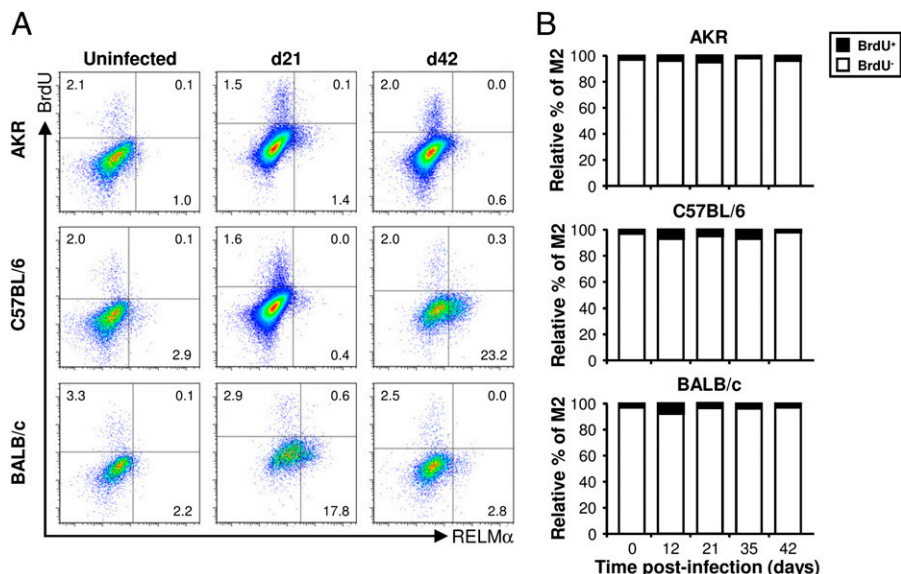 A
Uninfected d21 d42
BrdU
AKR
2.1 0.1 1.5 0.1 2.0 0.0
1.0 1.4 0.6
C57BL/6
2.0 0.1 1.6 0.0 2.0 0.3
2.9 0.4 23.2
BALB/c
3.3 0.1 2.9 0.6 2.5 0.0
2.2 17.8 2.8
RELMα
B
BrdU⁺
BrdU⁻
AKR
Relative % of M2
100
80
60
40
20
0
C57BL/6
Relative % of M2
100
80
60
40
20
0
BALB/c
Relative % of M2
100
80
60
40
20
0
0 12 21 35 42
Time post-infection (days)